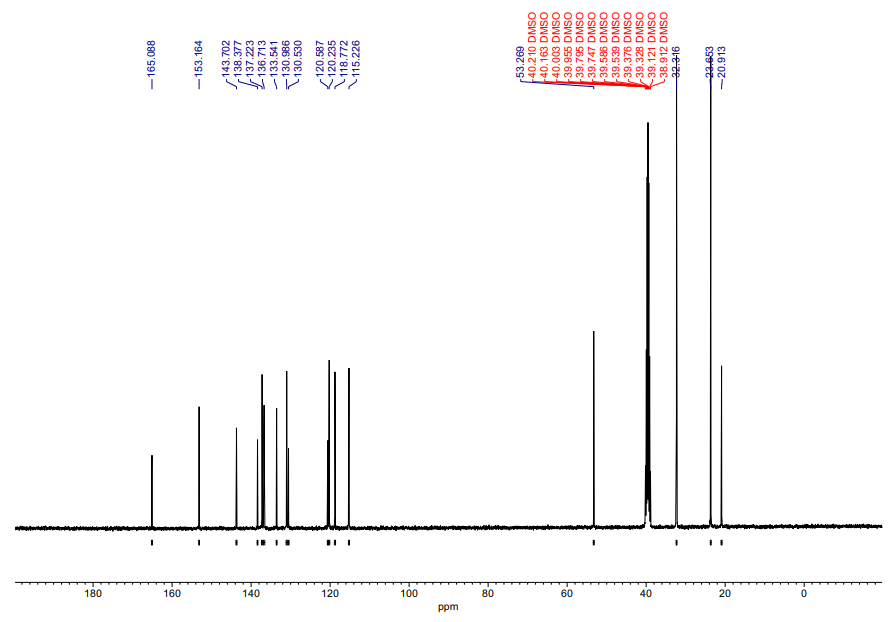 165.088
153.164
143.702
138.377
137.223
136.713
133.541
130.986
130.530
120.587
120.235
118.772
115.226
53.269
40.210 DMSO
40.163 DMSO
40.003 DMSO
39.955 DMSO
39.795 DMSO
39.747 DMSO
39.586 DMSO
39.539 DMSO
39.376 DMSO
39.328 DMSO
39.121 DMSO
38.912 DMSO
32.316
23.653
20.913
180 160 140 120 100 80 60 40 20 0
ppm